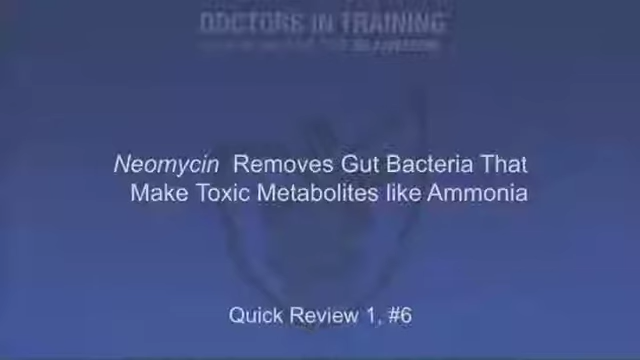 DOCTORS IN TRAINING
Neomycin Removes Gut Bacteria That
Make Toxic Metabolites like Ammonia
Quick Review 1, #6